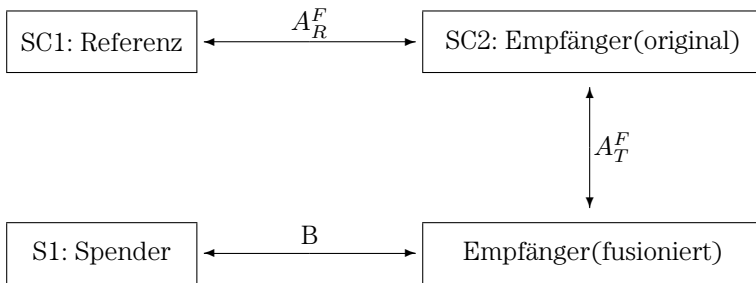 SC1: Referenz
A_R^F
SC2: Empfänger(original)
A_T^F
S1: Spender
B
Empfänger(fusioniert)